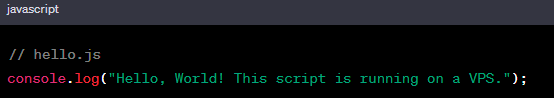 javascript
// hello.js
console.log("Hello, World! This script is running on a VPS.");